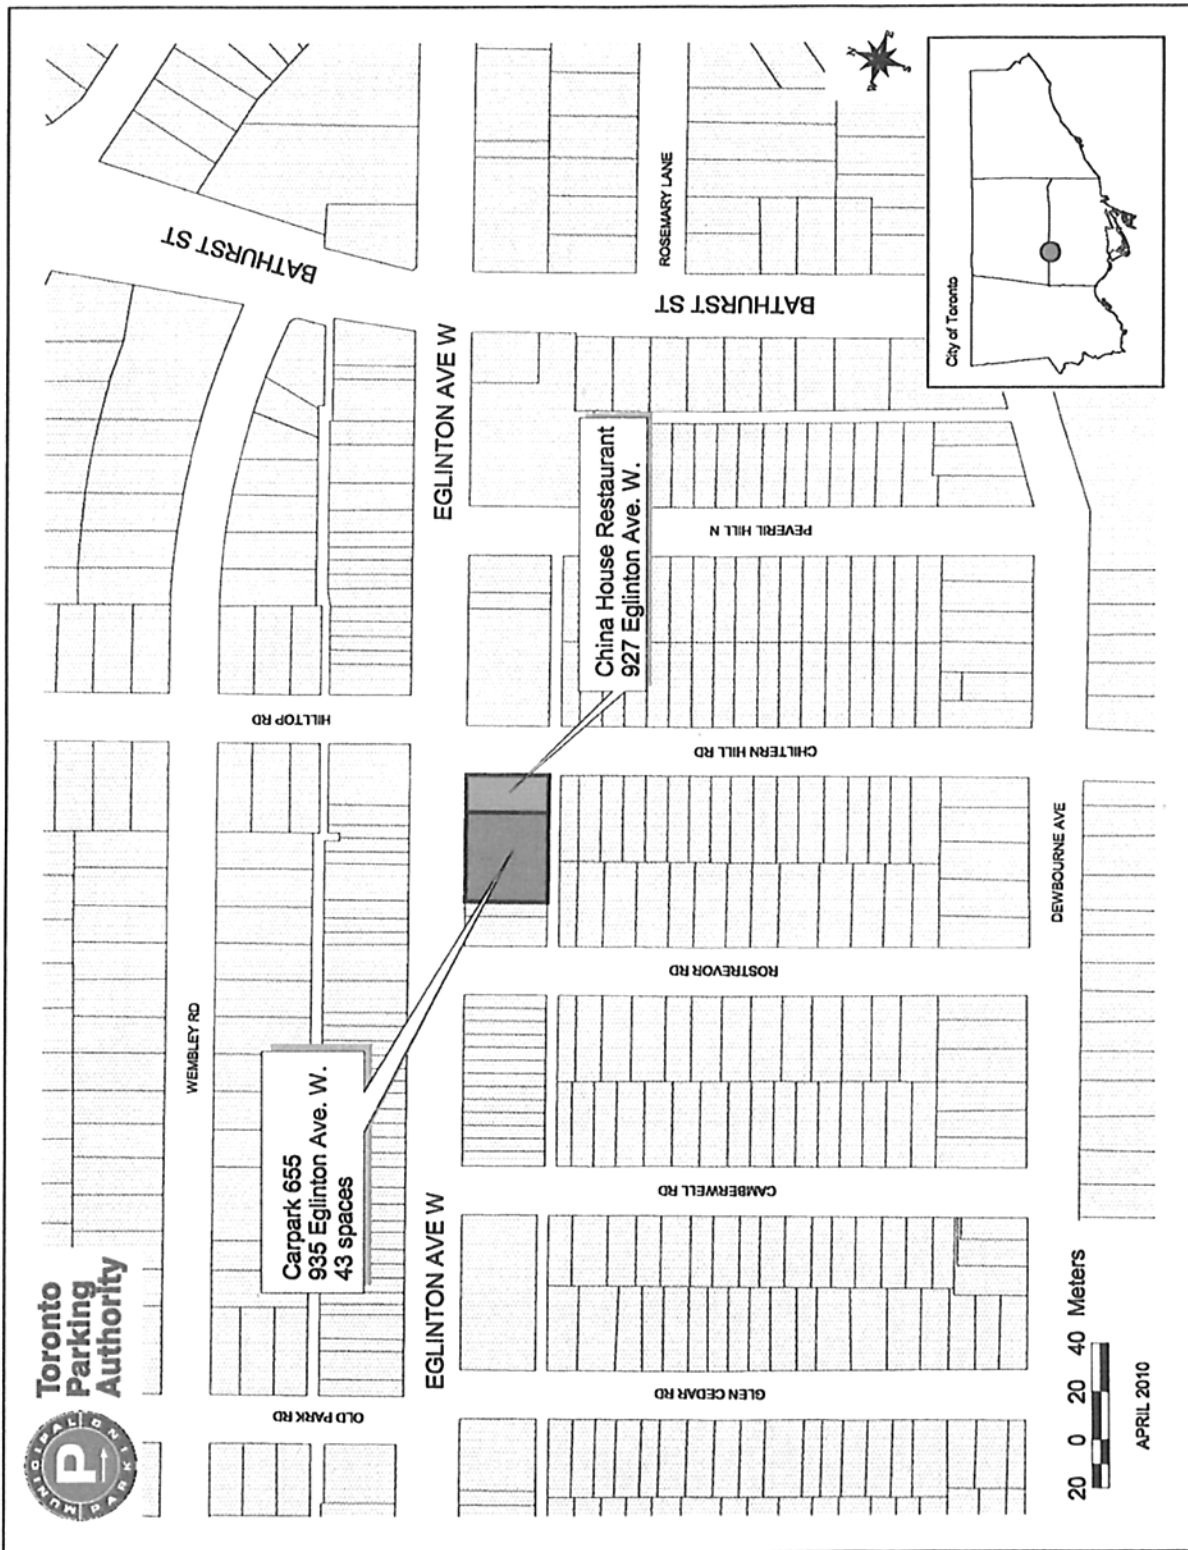 Toronto
Parking
Authority
MUNICIPAL PARKING
P
BATHURST ST
WEMBLEY RD
HILLTOP RD
OLD PARK RD
Carpark 655
935 Eglinton Ave. W.
43 spaces
EGLINTON AVE W
EGLINTON AVE W
China House Restaurant
927 Eglinton Ave. W.
ROSEMARY LANE
BATHURST ST
PEVERIL HILL N
CHILTERN HILL RD
ROSTREVOR RD
CAMBERWELL RD
GLEN CEDAR RD
DEWBOURNE AVE
N
E
S
W
City of Toronto
20 0 20 40 Meters
APRIL 2010